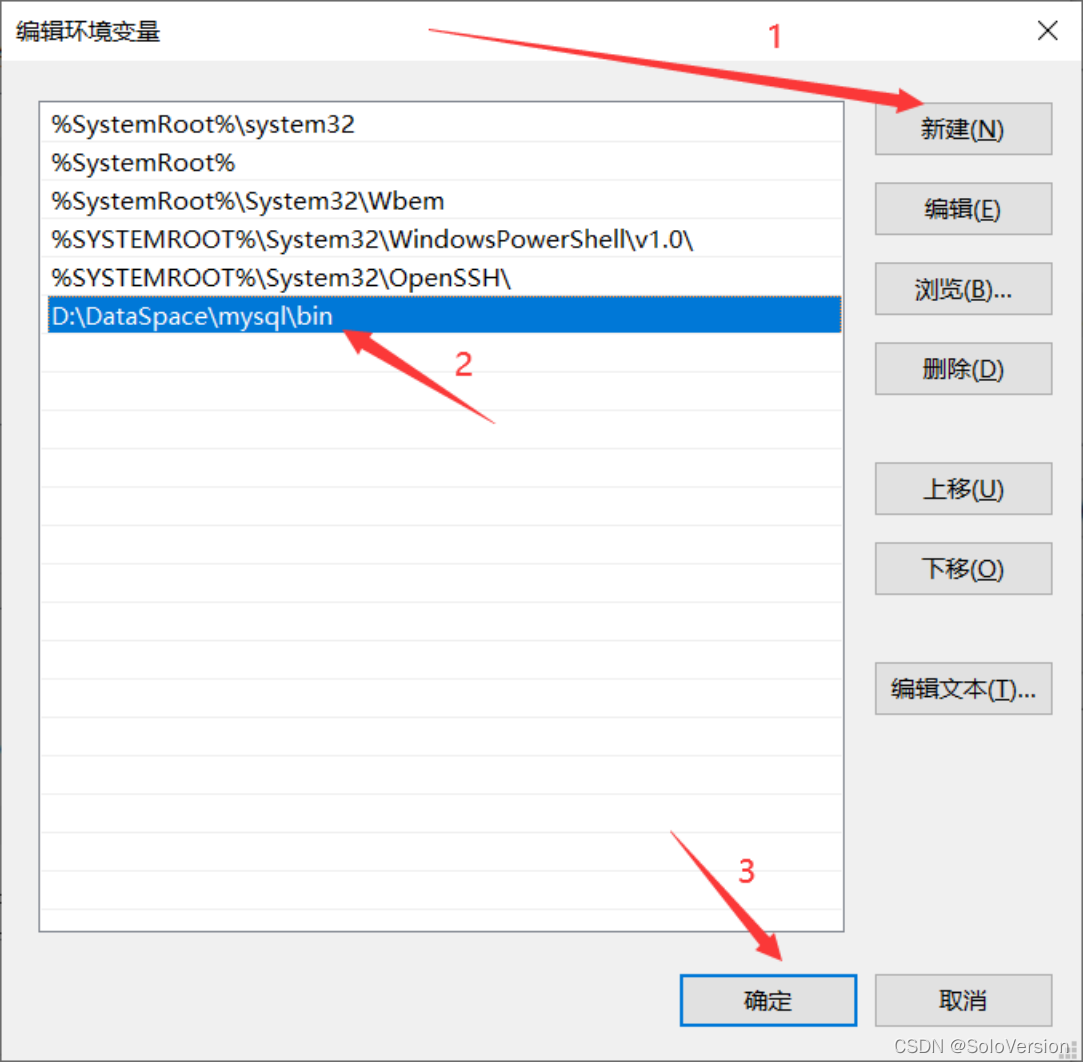 编辑环境变量
1
%SystemRoot%\system32
新建(N)
%SystemRoot%
%SystemRoot%\System32\Wbem
编辑(E)
%SYSTEMROOT%\System32\WindowsPowerShell\v1.0\
%SYSTEMROOT%\System32\OpenSSH\
浏览(B)...
D:\DataSpace\mysql\bin
2
删除(D)
上移(U)
下移(O)
编辑文本(T)...
3
确定
取消
CSDN @SoloVersion